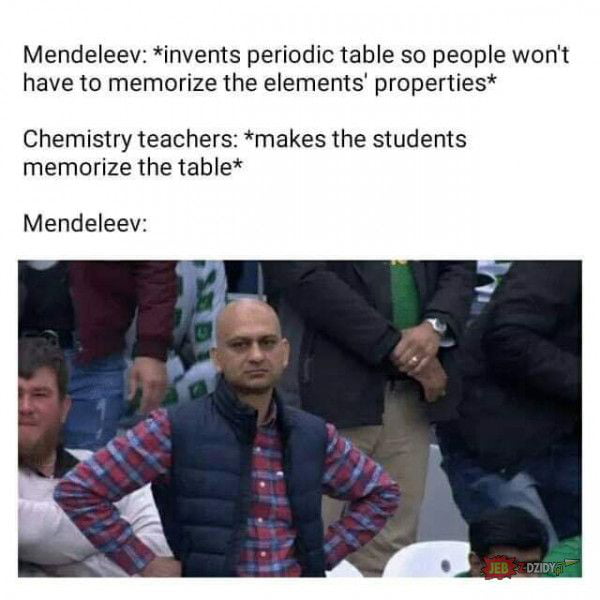 Mendeleev: *invents periodic table so people won't
have to memorize the elements' properties*
Chemistry teachers: *makes the students
memorize the table*
Mendeleev:
JEB Z-DZIDY